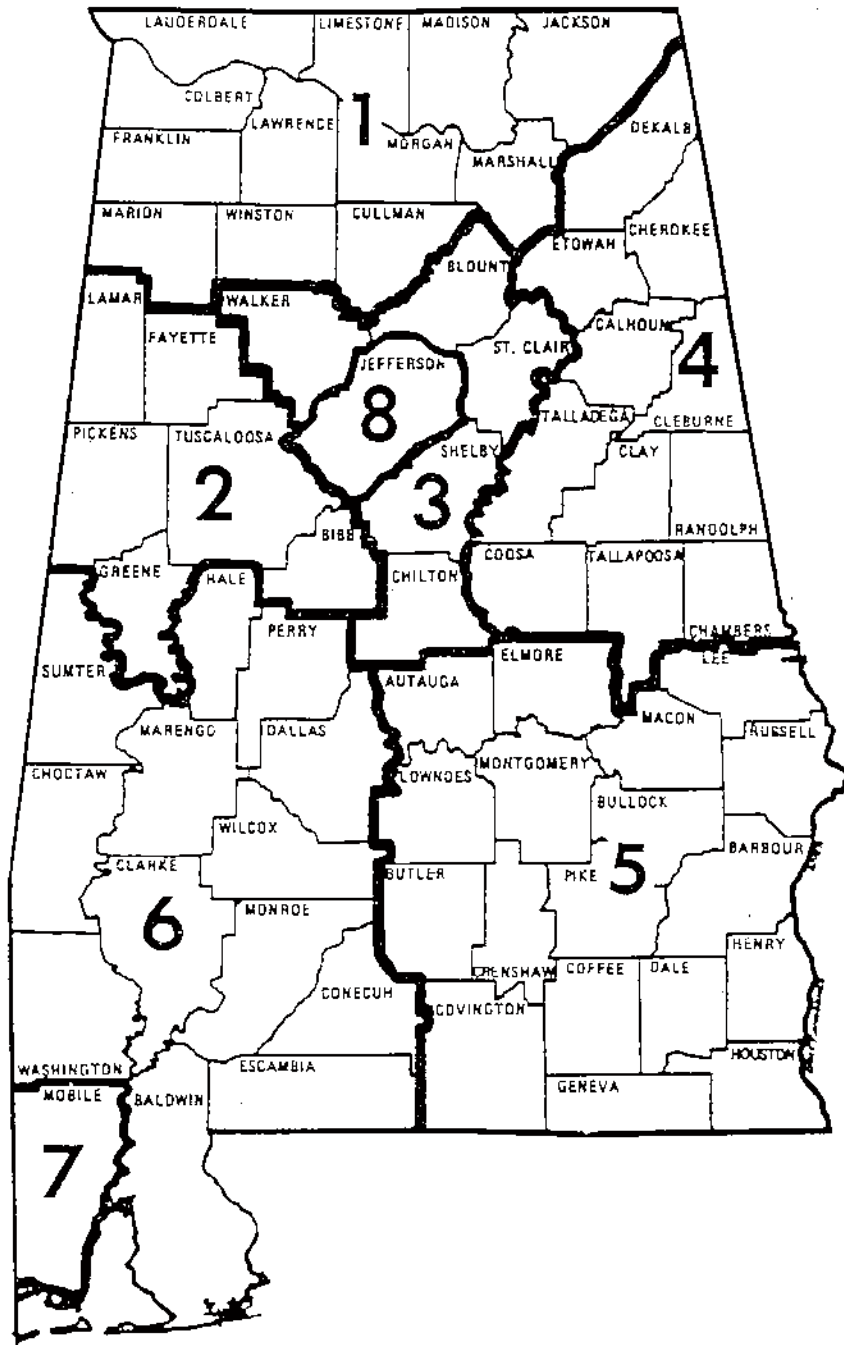 LAUDERDALE
LIMESTONE
MADISON
JACKSON
COLBERT
LAWRENCE
1
FRANKLIN
MORGAN
MARSHALL
DEKALB
MARION
WINSTON
CULLMAN
ETOWAH
CHEROKEE
BLOUNT
LAMAR
WALKER
FAYETTE
CALHOUN
ST. CLAIR
JEFFERSON
4
8
TALLADEGA
CLEBURNE
PICKENS
TUSCALOOSA
SHELBY
CLAY
2
3
BIBB
RANDOLPH
GREENE
HALE
CHILTON
COOSA
TALLAPOOSA
PERRY
CHAMBERS
LEE
SUMTER
AUTAUGA
ELMORE
MACON
MARENGO
DALLAS
RUSSELL
CHOCTAW
LOWNDES
MONTGOMERY
BULLOCK
WILCOX
BARBOUR
CLARKE
BUTLER
PIKE
5
6
MONROE
HENRY
CRENSHAW
COFFEE
DALE
CONECUH
COVINGTON
HOUSTON
WASHINGTON
ESCAMBIA
GENEVA
MOBILE
BALDWIN
7